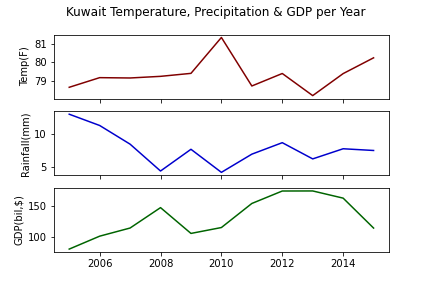 Kuwait Temperature, Precipitation & GDP per Year
Temp(F)
81
80
79
Rainfall(mm)
10
5
GDP(bil,$)
150
100
2006 2008 2010 2012 2014